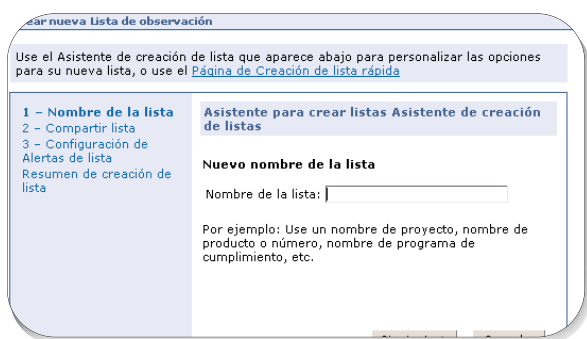 nueva Lista de observación
Use el Asistente de creación de lista que aparece abajo para personalizar las opciones
para su nueva lista, o use el Página de Creación de lista rápida
1 – Nombre de la lista
2 – Compartir lista
3 – Configuración de
Alertas de lista
Resumen de creación de
lista
Asistente para crear listas Asistente de creación
de listas
Nuevo nombre de la lista
Nombre de la lista:
Por ejemplo: Use un nombre de proyecto, nombre de
producto o número, nombre de programa de
cumplimiento, etc.